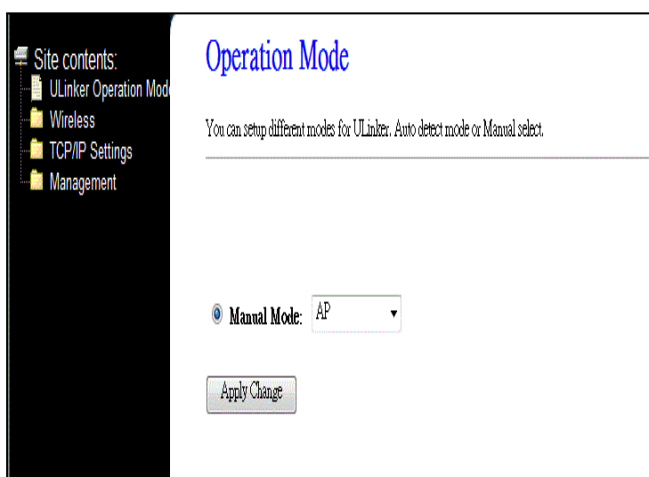 Site contents:
ULinker Operation Mode
Wireless
TCP/IP Settings
Management
Operation Mode
You can setup different modes for ULinker. Auto detect mode or Manual select.
Manual Mode: AP
Apply Change